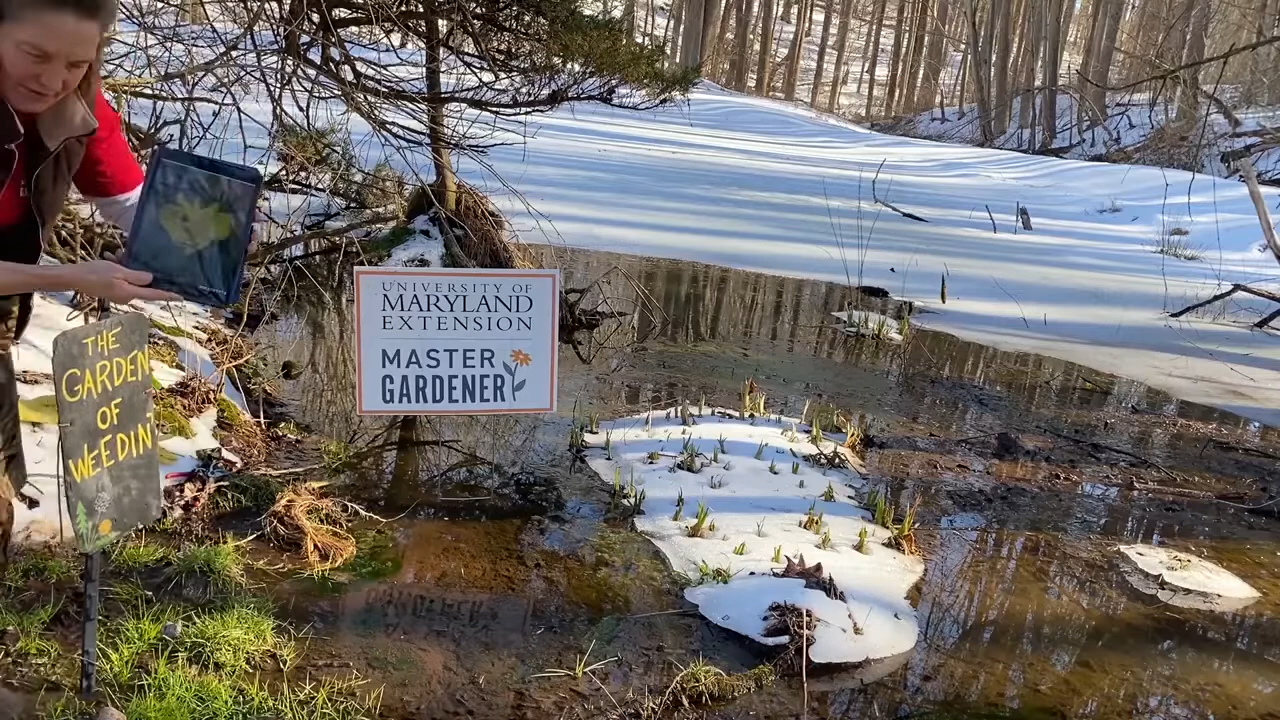 THE
GARDEN
OF
WEEDIN'
UNIVERSITY OF
MARYLAND
EXTENSION
MASTER
GARDENER